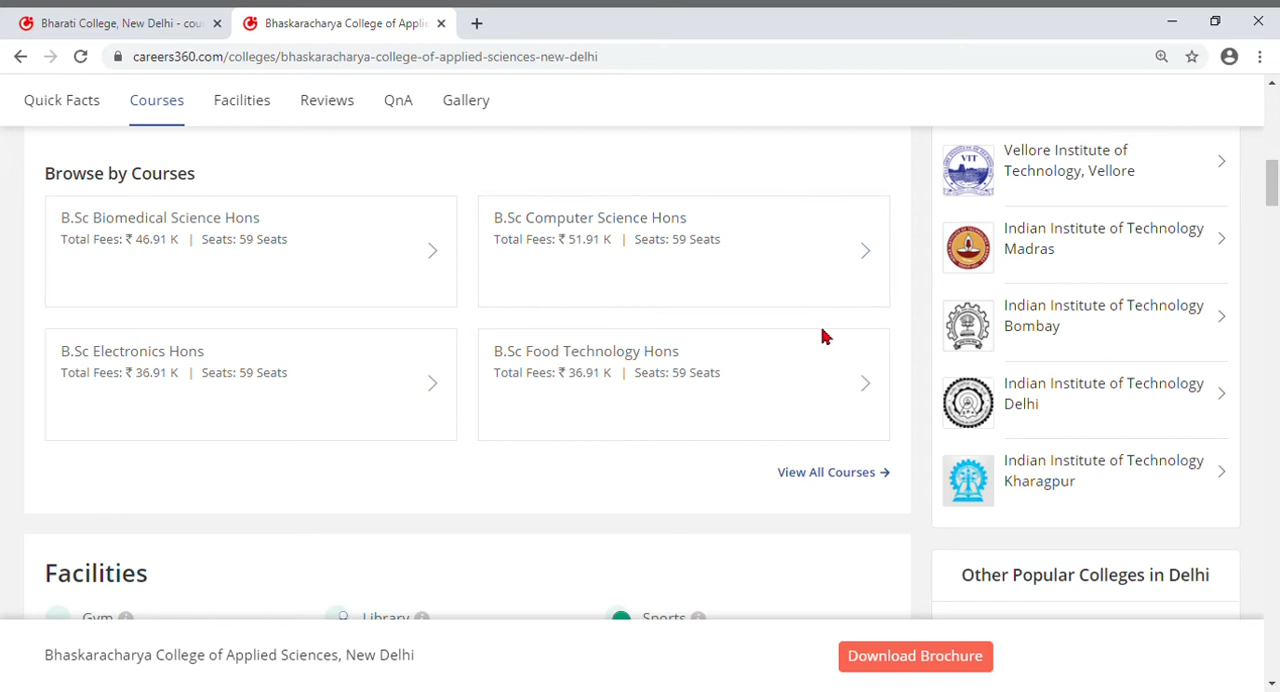 Bharati College, New Delhi - cou
Bhaskaracharya College of Appli
careers360.com/colleges/bhaskaracharya-college-of-applied-sciences-new-delhi
Quick Facts
Courses
Facilities
Reviews
QnA
Gallery
Browse by Courses
B.Sc Biomedical Science Hons
Total Fees: ₹ 46.91 K | Seats: 59 Seats
B.Sc Computer Science Hons
Total Fees: ₹ 51.91 K | Seats: 59 Seats
B.Sc Electronics Hons
Total Fees: ₹ 36.91 K | Seats: 59 Seats
B.Sc Food Technology Hons
Total Fees: ₹ 36.91 K | Seats: 59 Seats
View All Courses →
Facilities
Gym
Library
Sports
VIT
Vellore Institute of
Technology, Vellore
Indian Institute of Technology
Madras
Indian Institute of Technology
Bombay
Indian Institute of Technology
Delhi
Indian Institute of Technology
Kharagpur
Other Popular Colleges in Delhi
Bhaskaracharya College of Applied Sciences, New Delhi
Download Brochure